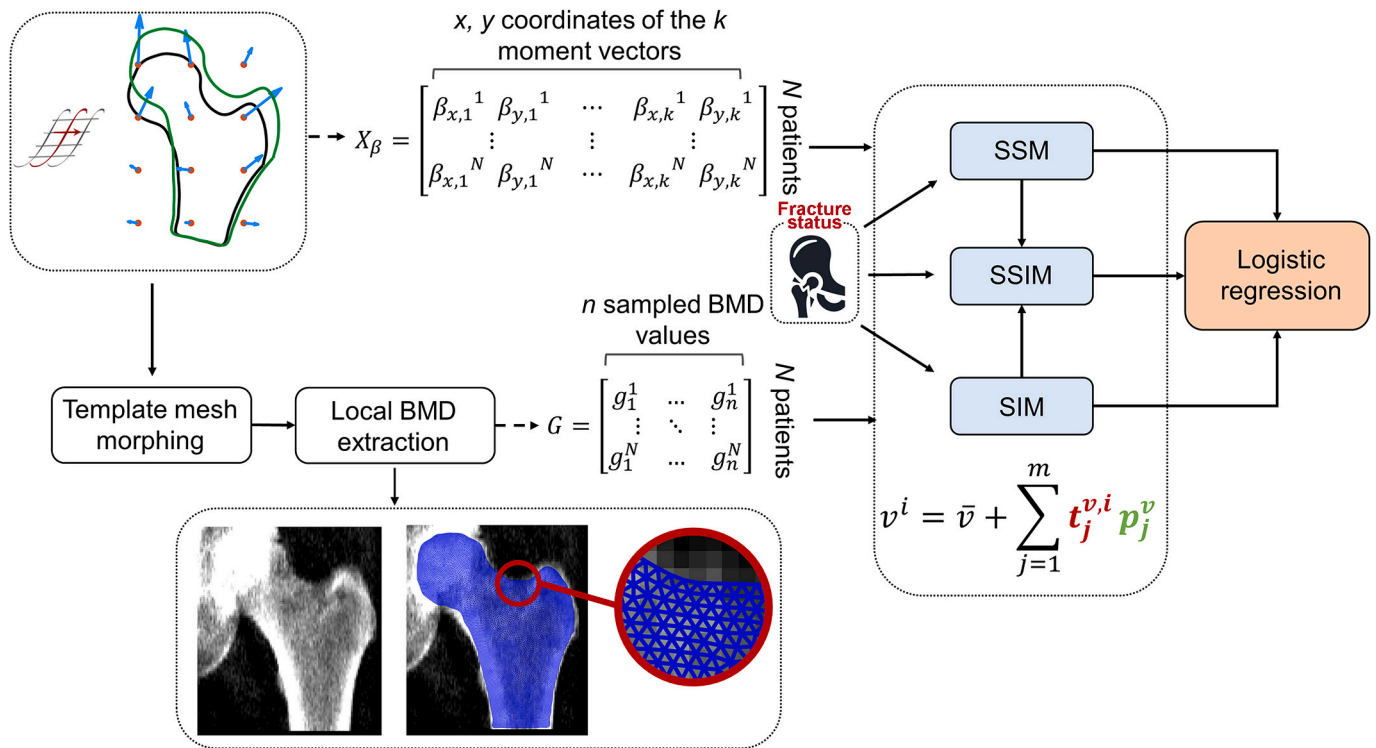 x, y coordinates of the k
moment vectors
X_β = [β_{x,1}^1 β_{y,1}^1 ⋯ β_{x,k}^1 β_{y,k}^1
⋮ ⋮ ⋮
β_{x,1}^N β_{y,1}^N ⋯ β_{x,k}^N β_{y,k}^N]
N patients
Fracture
status
SSM
SSIM
SIM
Logistic
regression
n sampled BMD
values
Template mesh
morphing
Local BMD
extraction
G = [g_1^1 … g_n^1
⋮ ⋱ ⋮
g_1^N … g_n^N]
N patients
v^i = v̄ + ∑_{j=1}^{m} t_j^{v,i} p_j^v